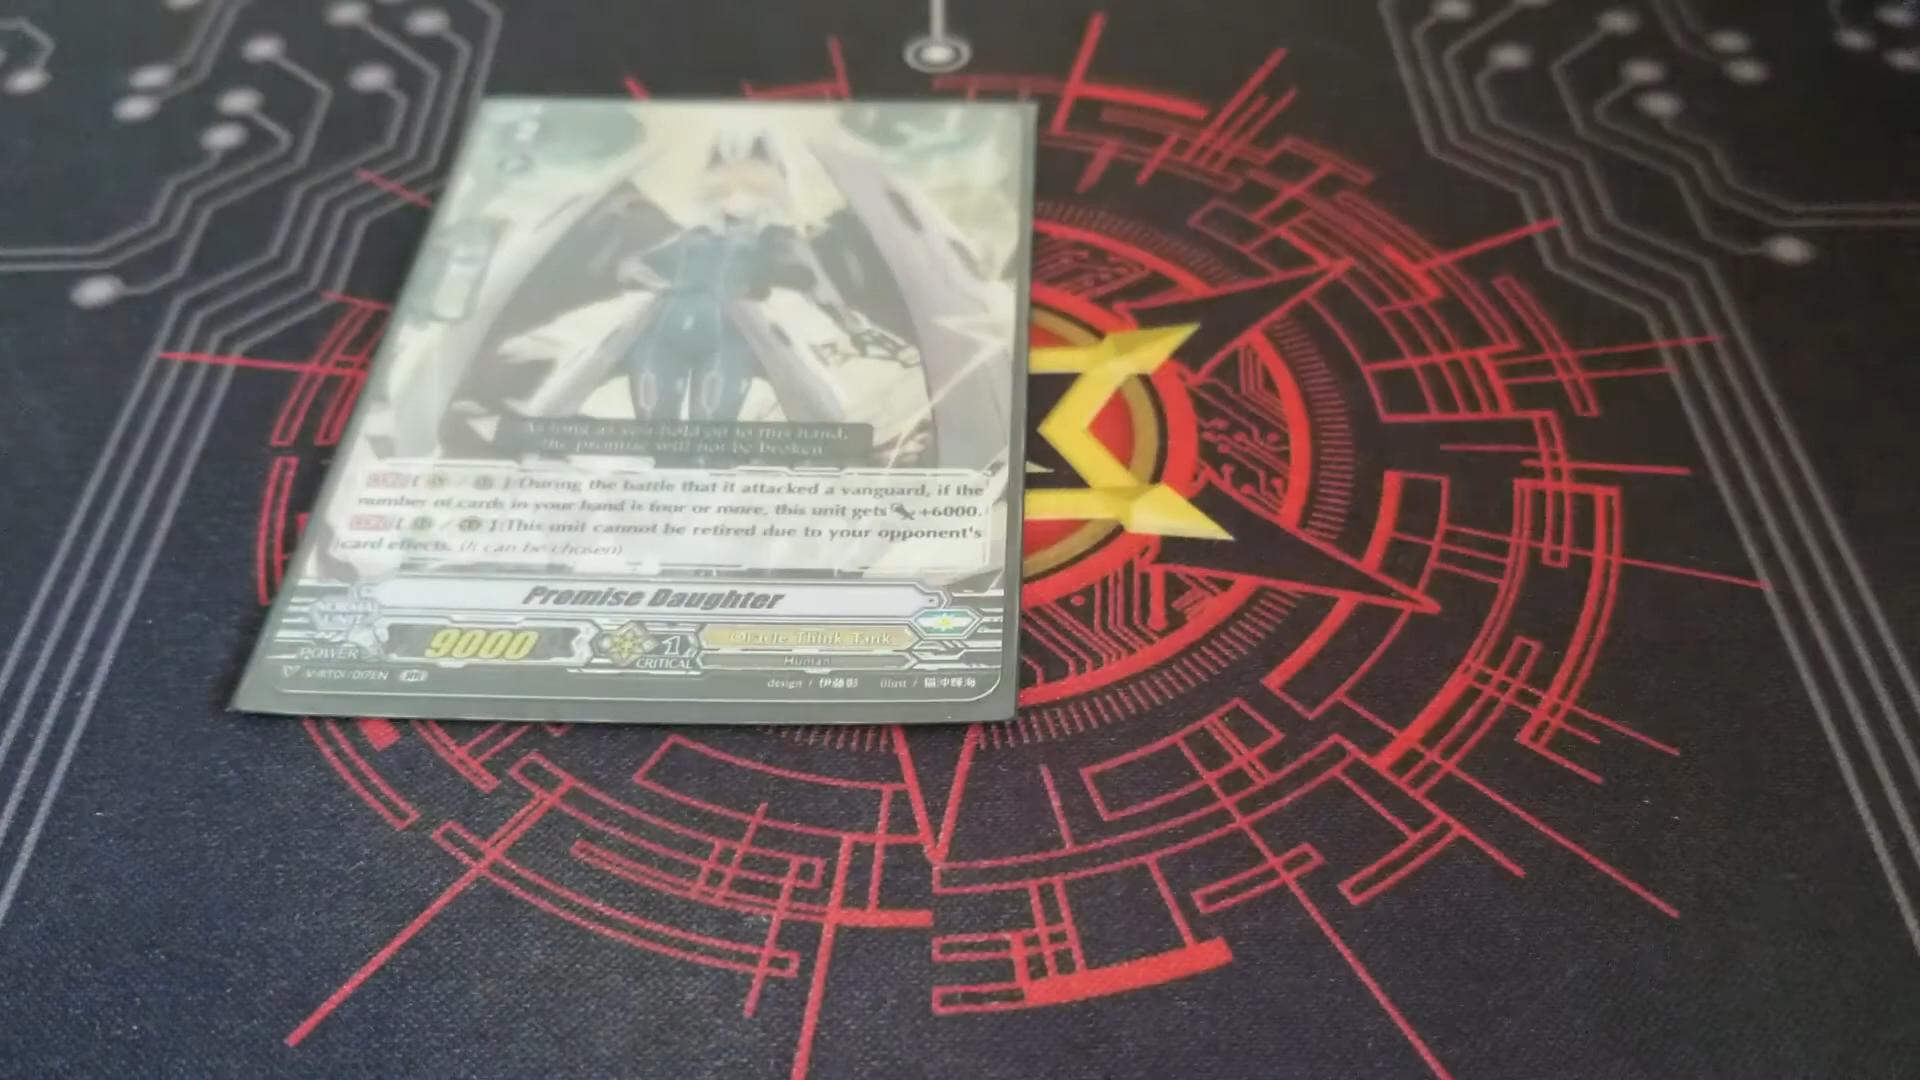 As long as you hold on to this hand,
the promise will not be broken
CONT [ / ]:During the battle that it attacked a vanguard, if the
number of cards in your hand is four or more, this unit gets +6000.
CONT [ / ]:This unit cannot be retired due to your opponent's
card effects. (It can be chosen)
Promise Daughter
NORMAL
UNIT
POWER 9000 1 CRITICAL
Oracle Think Tank
Human
V-BT01/017EN RR design / 伊藤彰 illust / 猫沖輝海